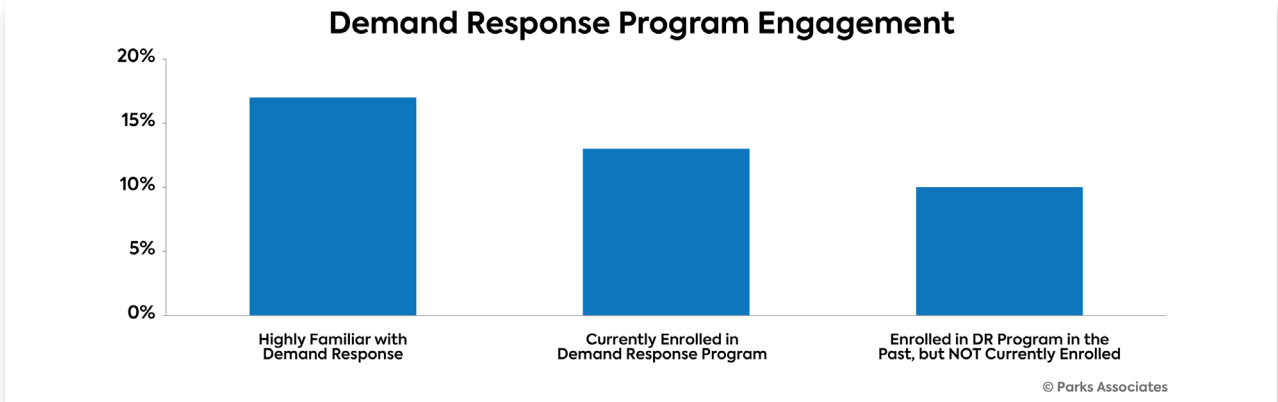 Demand Response Program Engagement
20%
15%
10%
5%
0%
Highly Familiar with
Demand Response
Currently Enrolled in
Demand Response Program
Enrolled in DR Program in the
Past, but NOT Currently Enrolled
© Parks Associates